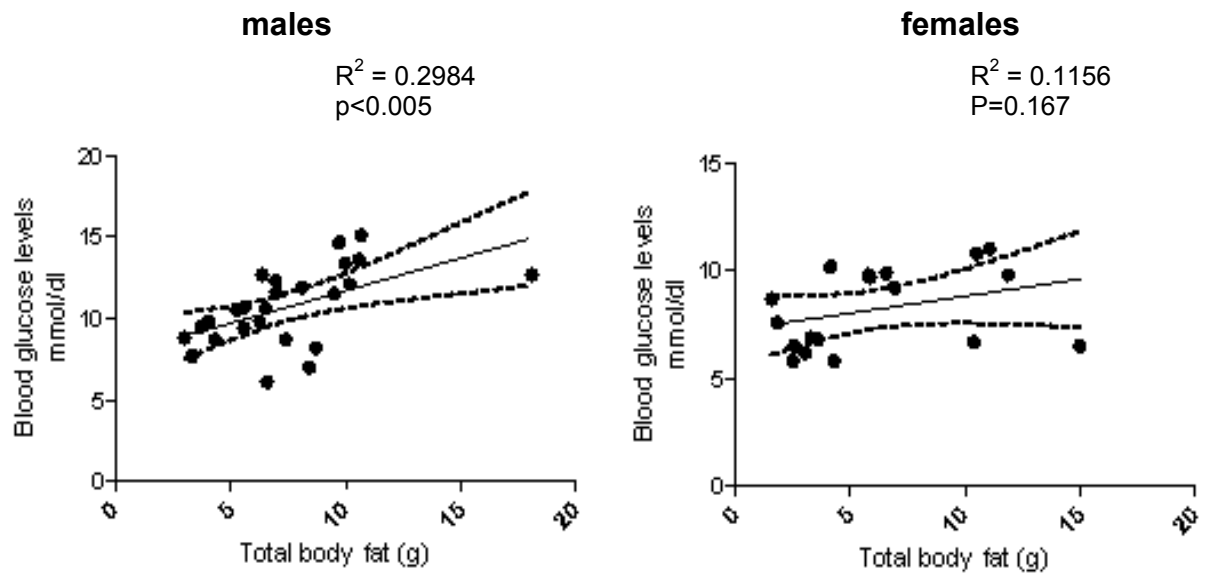 males
R² = 0.2984
p<0.005
20
15
10
5
0
Blood glucose levels
mmol/dl
0 5 10 15 20
Total body fat (g)
females
R² = 0.1156
P=0.167
15
10
5
0
Blood glucose levels
mmol/dl
0 5 10 15 20
Total body fat (g)